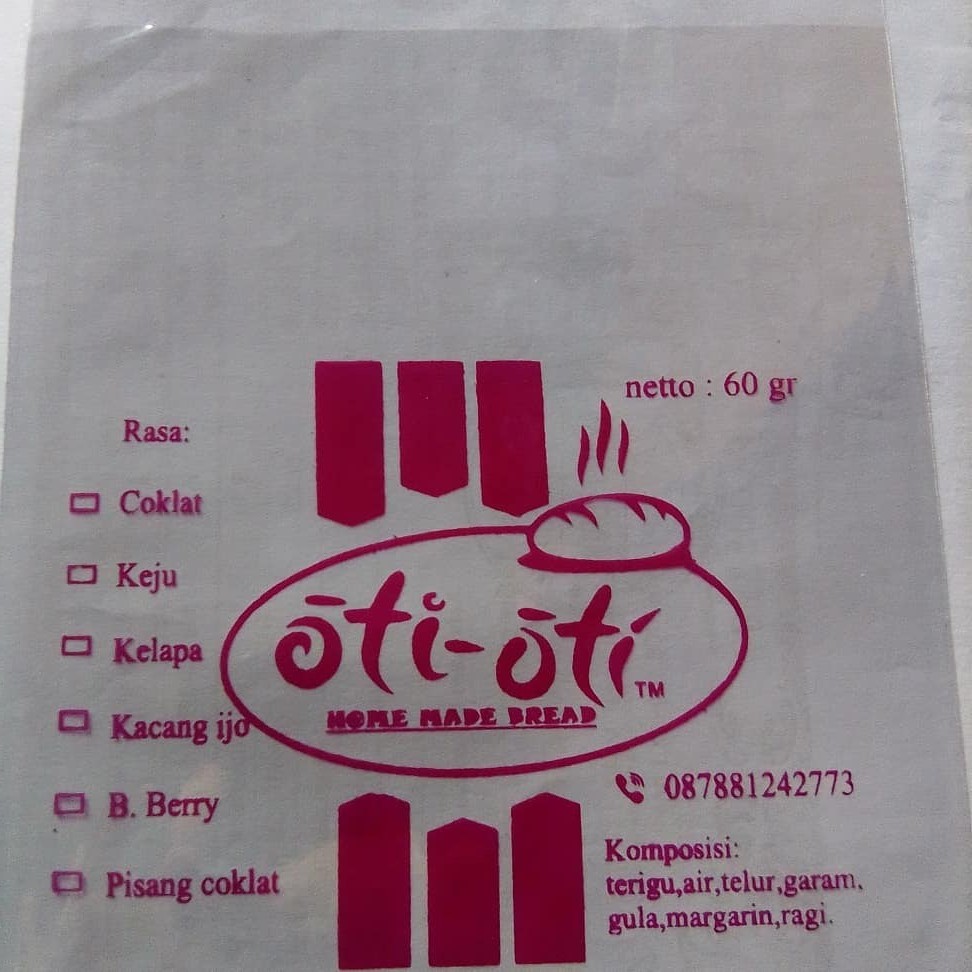 netto : 60 gr
Rasa:
Coklat
Keju
Kelapa
Kacang ijo
B. Berry
Pisang coklat
ōti-ōtí TM
HOME MADE BREAD
087881242773
Komposisi:
terigu,air,telur,garam.
gula,margarin,ragi.